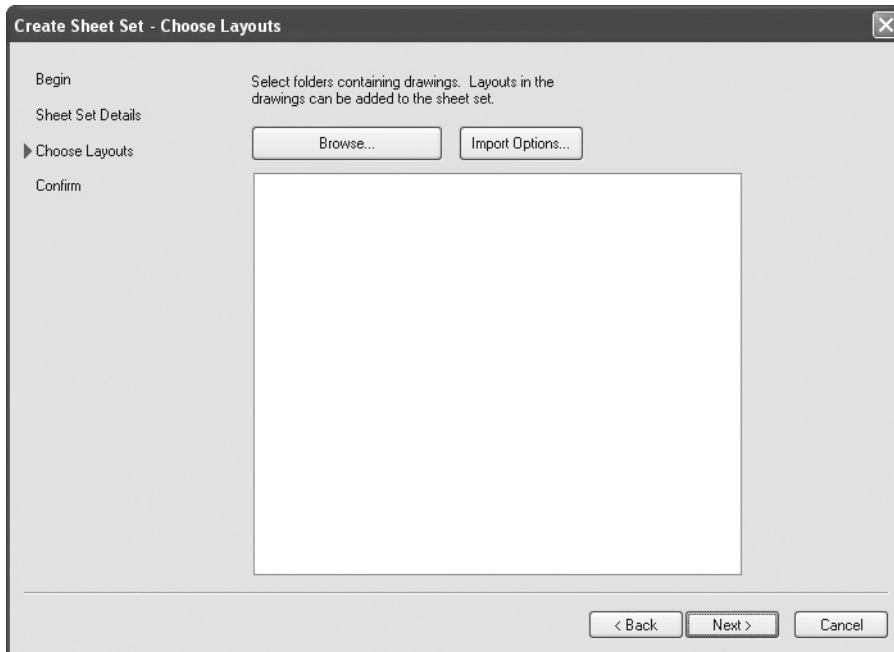 Create Sheet Set - Choose Layouts
Begin
Sheet Set Details
Choose Layouts
Confirm
Select folders containing drawings. Layouts in the
drawings can be added to the sheet set.
Browse...
Import Options...
< Back
Next >
Cancel